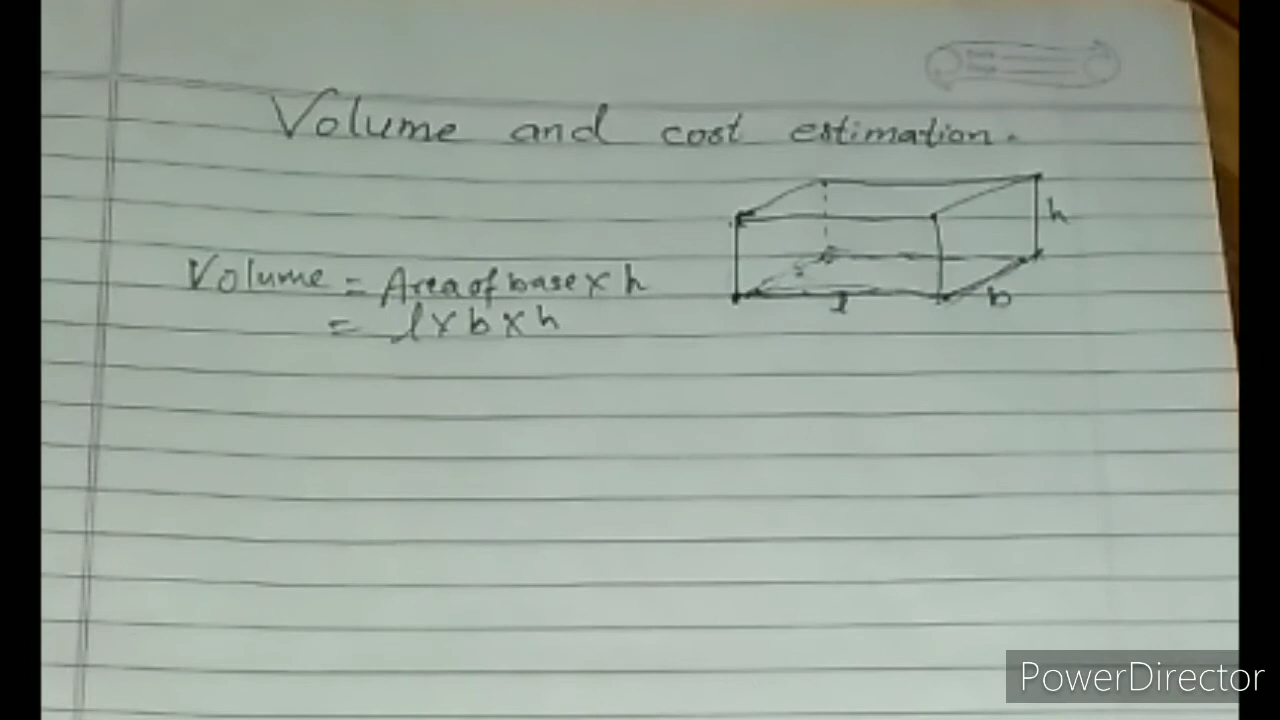 Volume and cost estimation.
h
Volume = Area of base x h
l b
= l x b x h
PowerDirector